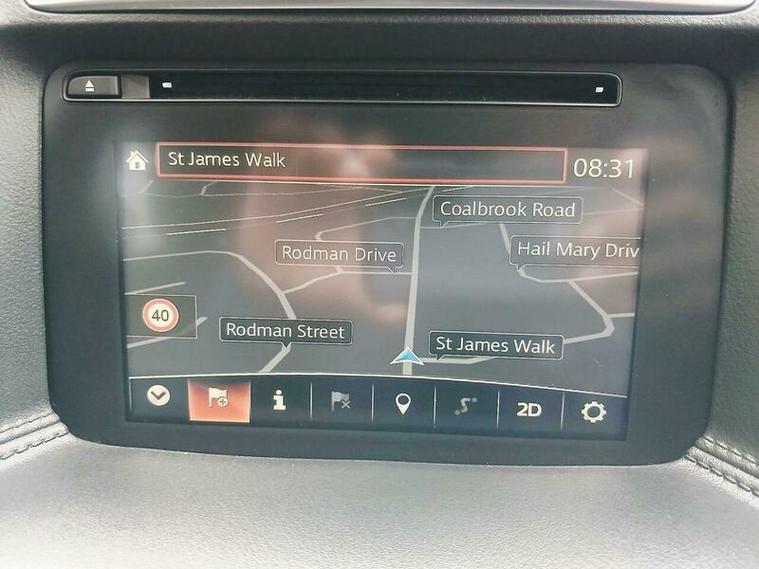 St James Walk
08:31
Coalbrook Road
Rodman Drive
Hail Mary Driv
40
Rodman Street
St James Walk
2D